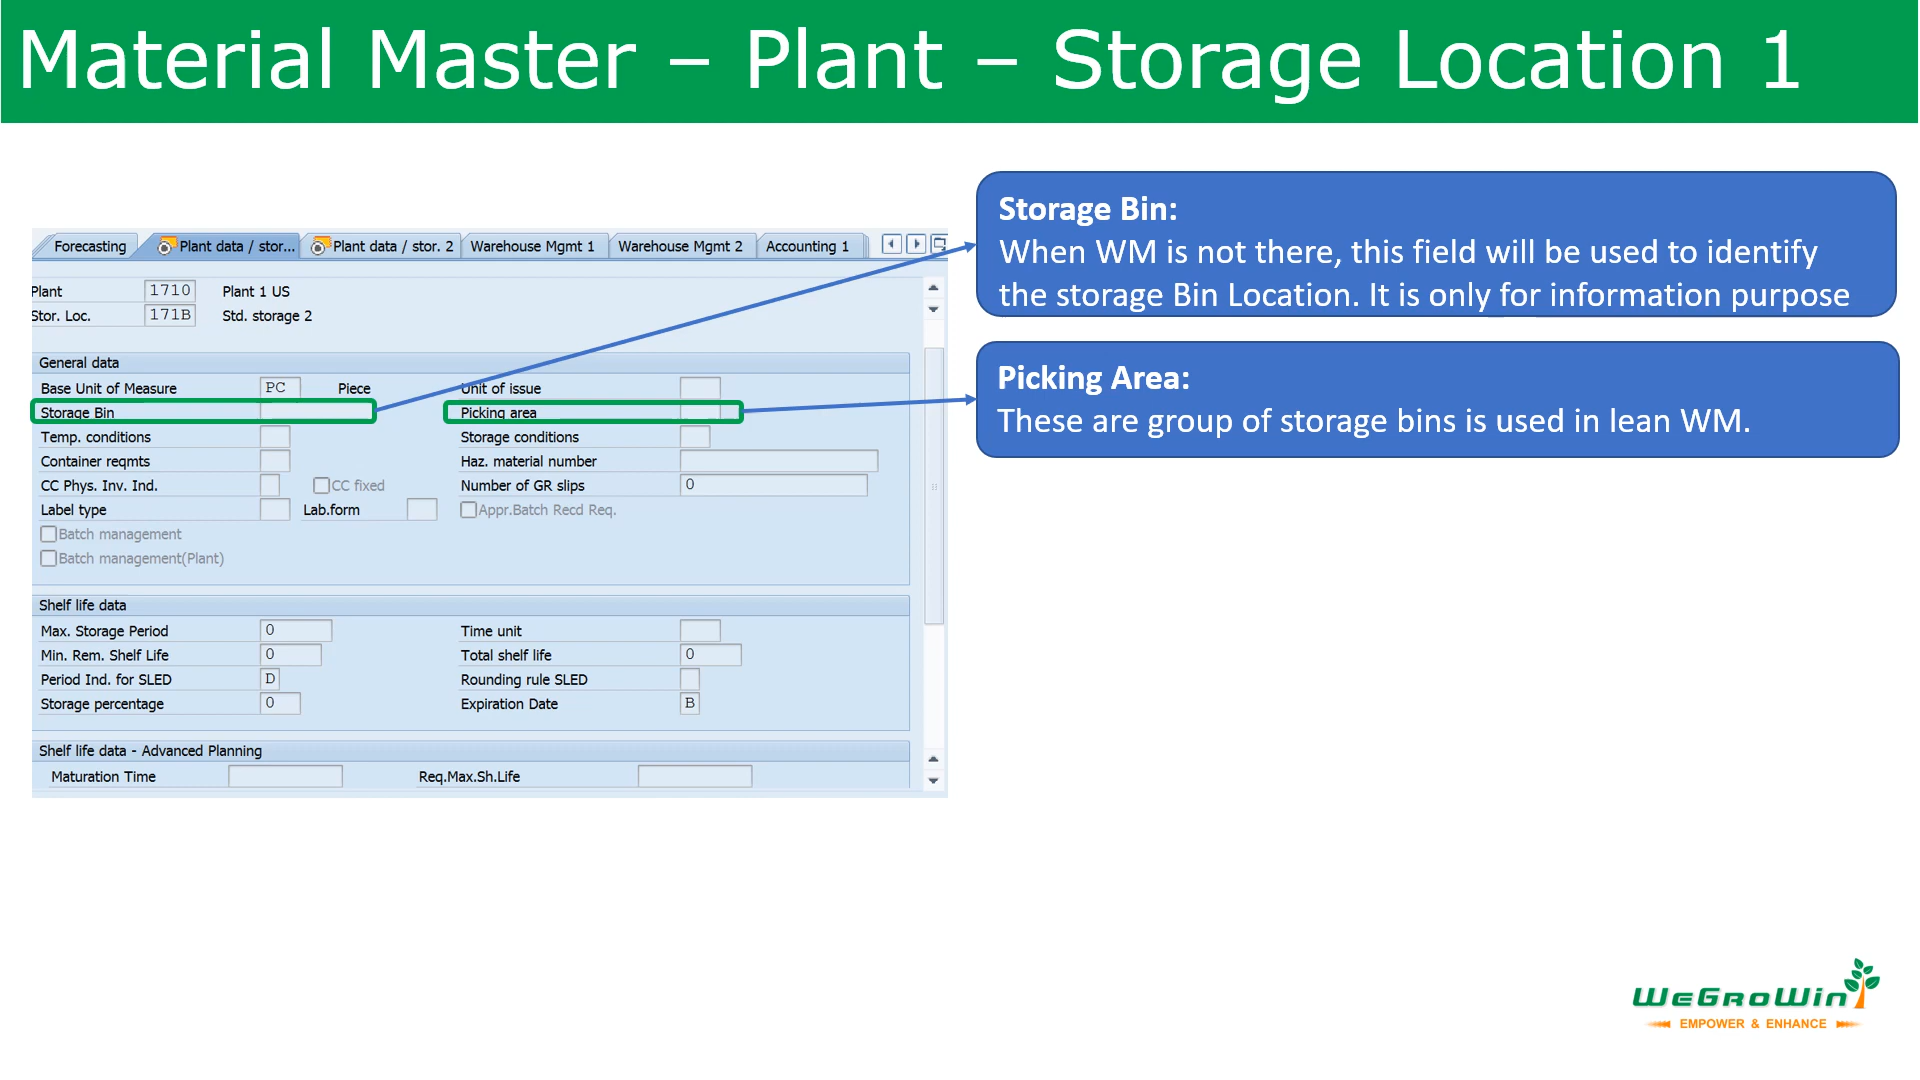 Material Master – Plant – Storage Location 1
Storage Bin:
When WM is not there, this field will be used to identify
the storage Bin Location. It is only for information purpose
Picking Area:
These are group of storage bins is used in lean WM.
Forecasting Plant data / stor... Plant data / stor. 2 Warehouse Mgmt 1 Warehouse Mgmt 2 Accounting 1
Plant 1710 Plant 1 US
Stor. Loc. 171B Std. storage 2
General data
Base Unit of Measure PC Piece Unit of issue
Storage Bin Picking area
Temp. conditions Storage conditions
Container reqmts Haz. material number
CC Phys. Inv. Ind. CC fixed Number of GR slips 0
Label type Lab.form Appr.Batch Recd Req.
Batch management
Batch management(Plant)
Shelf life data
Max. Storage Period 0 Time unit
Min. Rem. Shelf Life 0 Total shelf life 0
Period Ind. for SLED D Rounding rule SLED
Storage percentage 0 Expiration Date B
Shelf life data - Advanced Planning
Maturation Time Req.Max.Sh.Life
WeGroWin
EMPOWER & ENHANCE